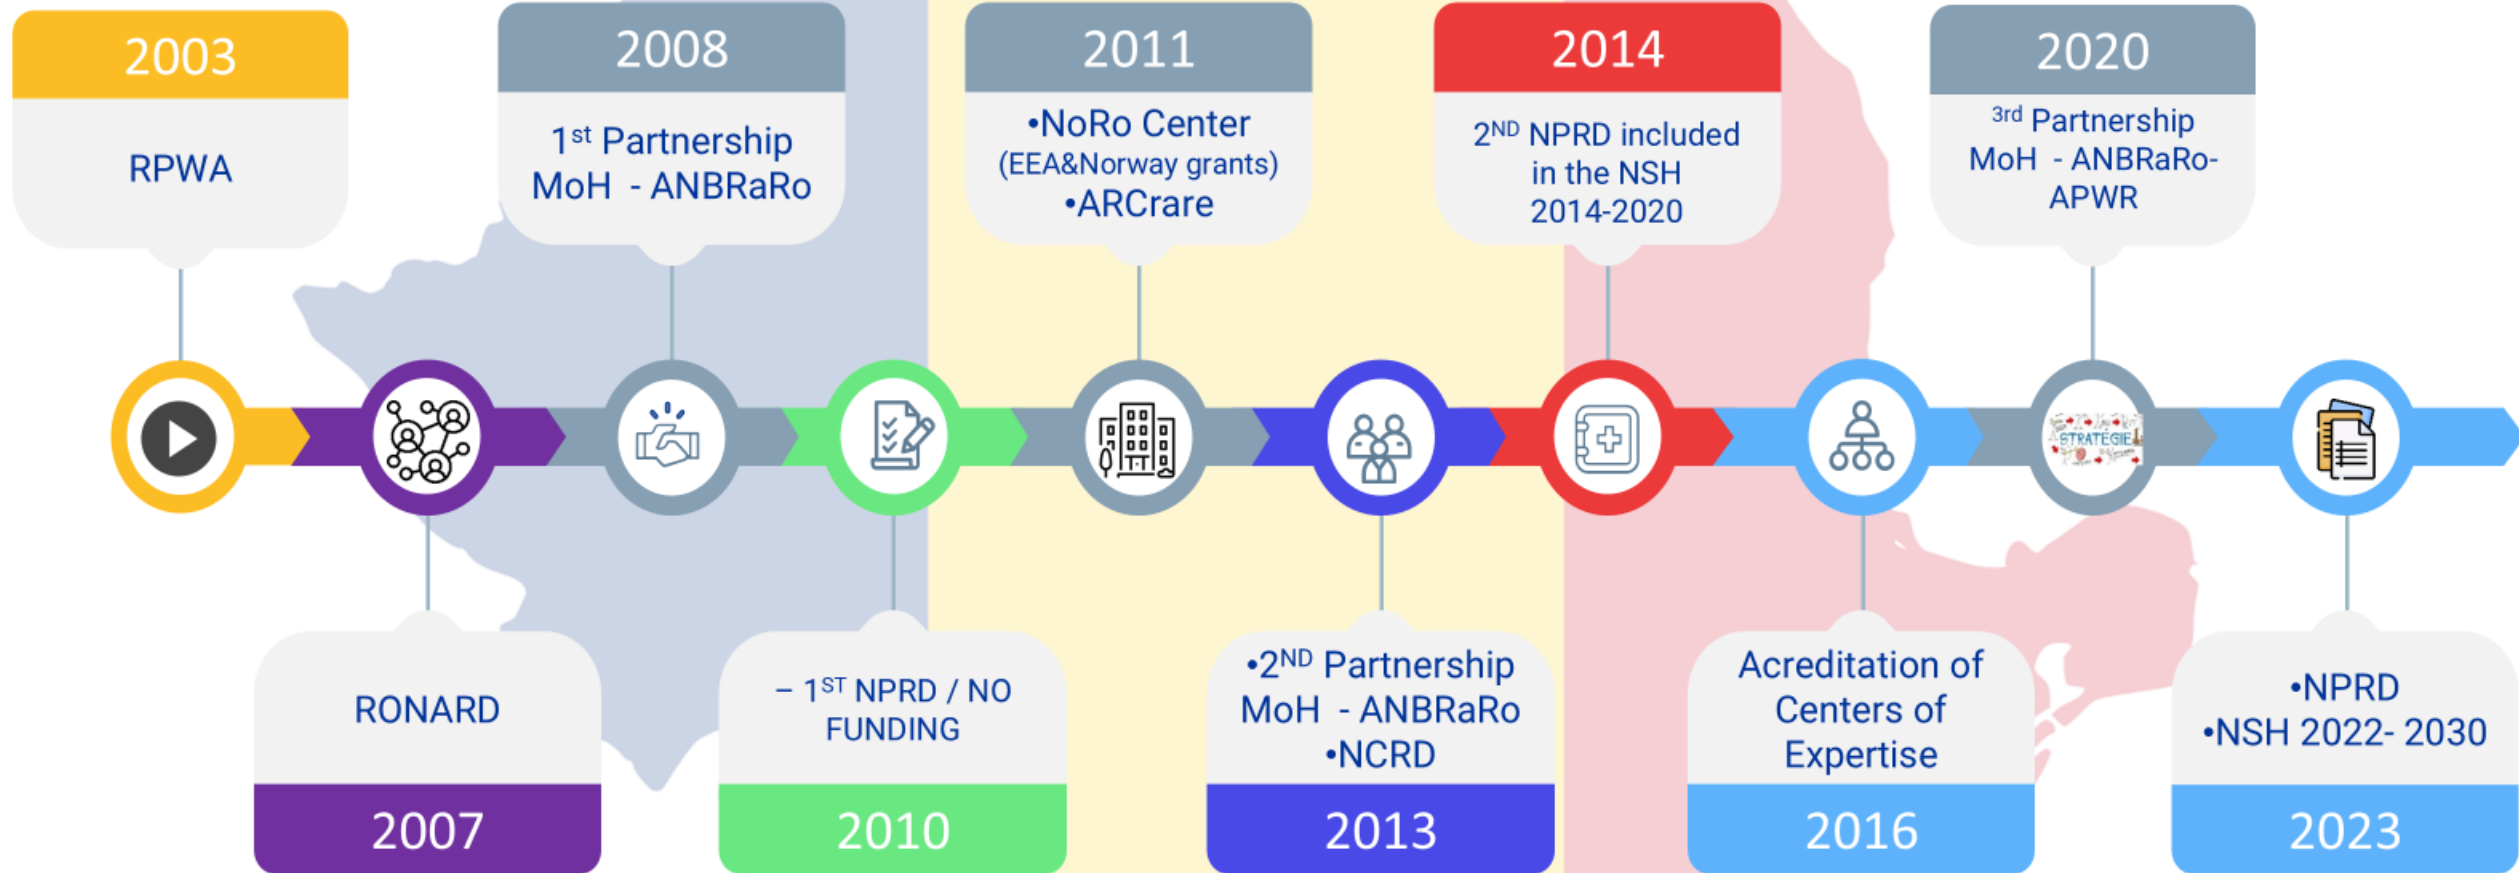 2003
RPWA
2007
RONARD
2008
1st Partnership
MoH - ANBRaRo
2010
– 1ST NPRD / NO
FUNDING
2011
•NoRo Center
(EEA&Norway grants)
•ARCrare
2013
•2ND Partnership
MoH - ANBRaRo
•NCRD
2014
2ND NPRD included
in the NSH
2014-2020
2016
Acreditation of
Centers of
Expertise
2020
3rd Partnership
MoH - ANBRaRo-
APWR
STRATEGIE
2023
•NPRD
•NSH 2022- 2030